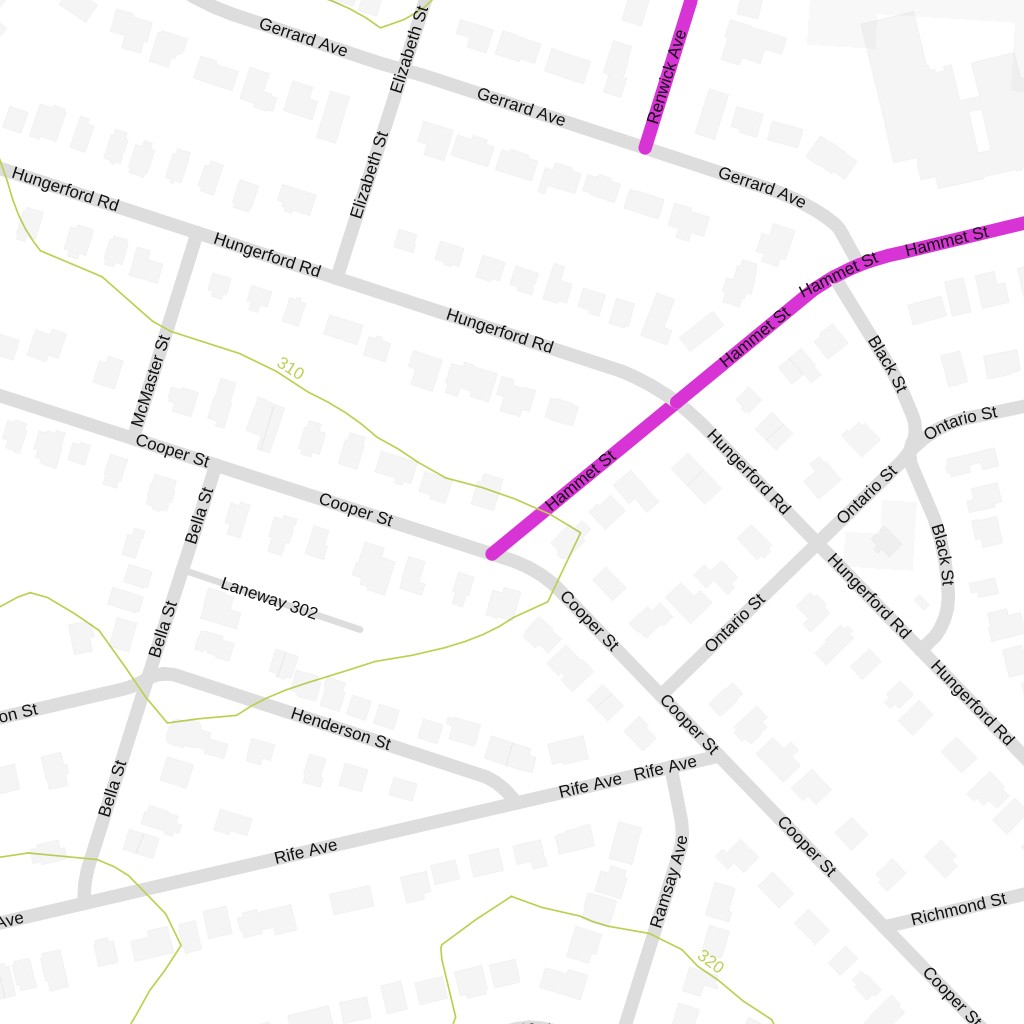 Gerrard Ave
Elizabeth St
Renwick Ave
Gerrard Ave
Elizabeth St
Gerrard Ave
Hungerford Rd
Hungerford Rd
Hammet St
Hammet St
Hungerford Rd
Hammet St
310
McMaster St
Black St
Ontario St
Cooper St
Hungerford Rd
Hammet St
Ontario St
Cooper St
Bella St
Black St
Laneway 302
Hungerford Rd
Cooper St
Ontario St
Bella St
on St
Hungerford Rd
Henderson St
Cooper St
Rife Ave
Rife Ave
Bella St
Rife Ave
Cooper St
Ramsay Ave
Ave
Richmond St
320
Cooper St